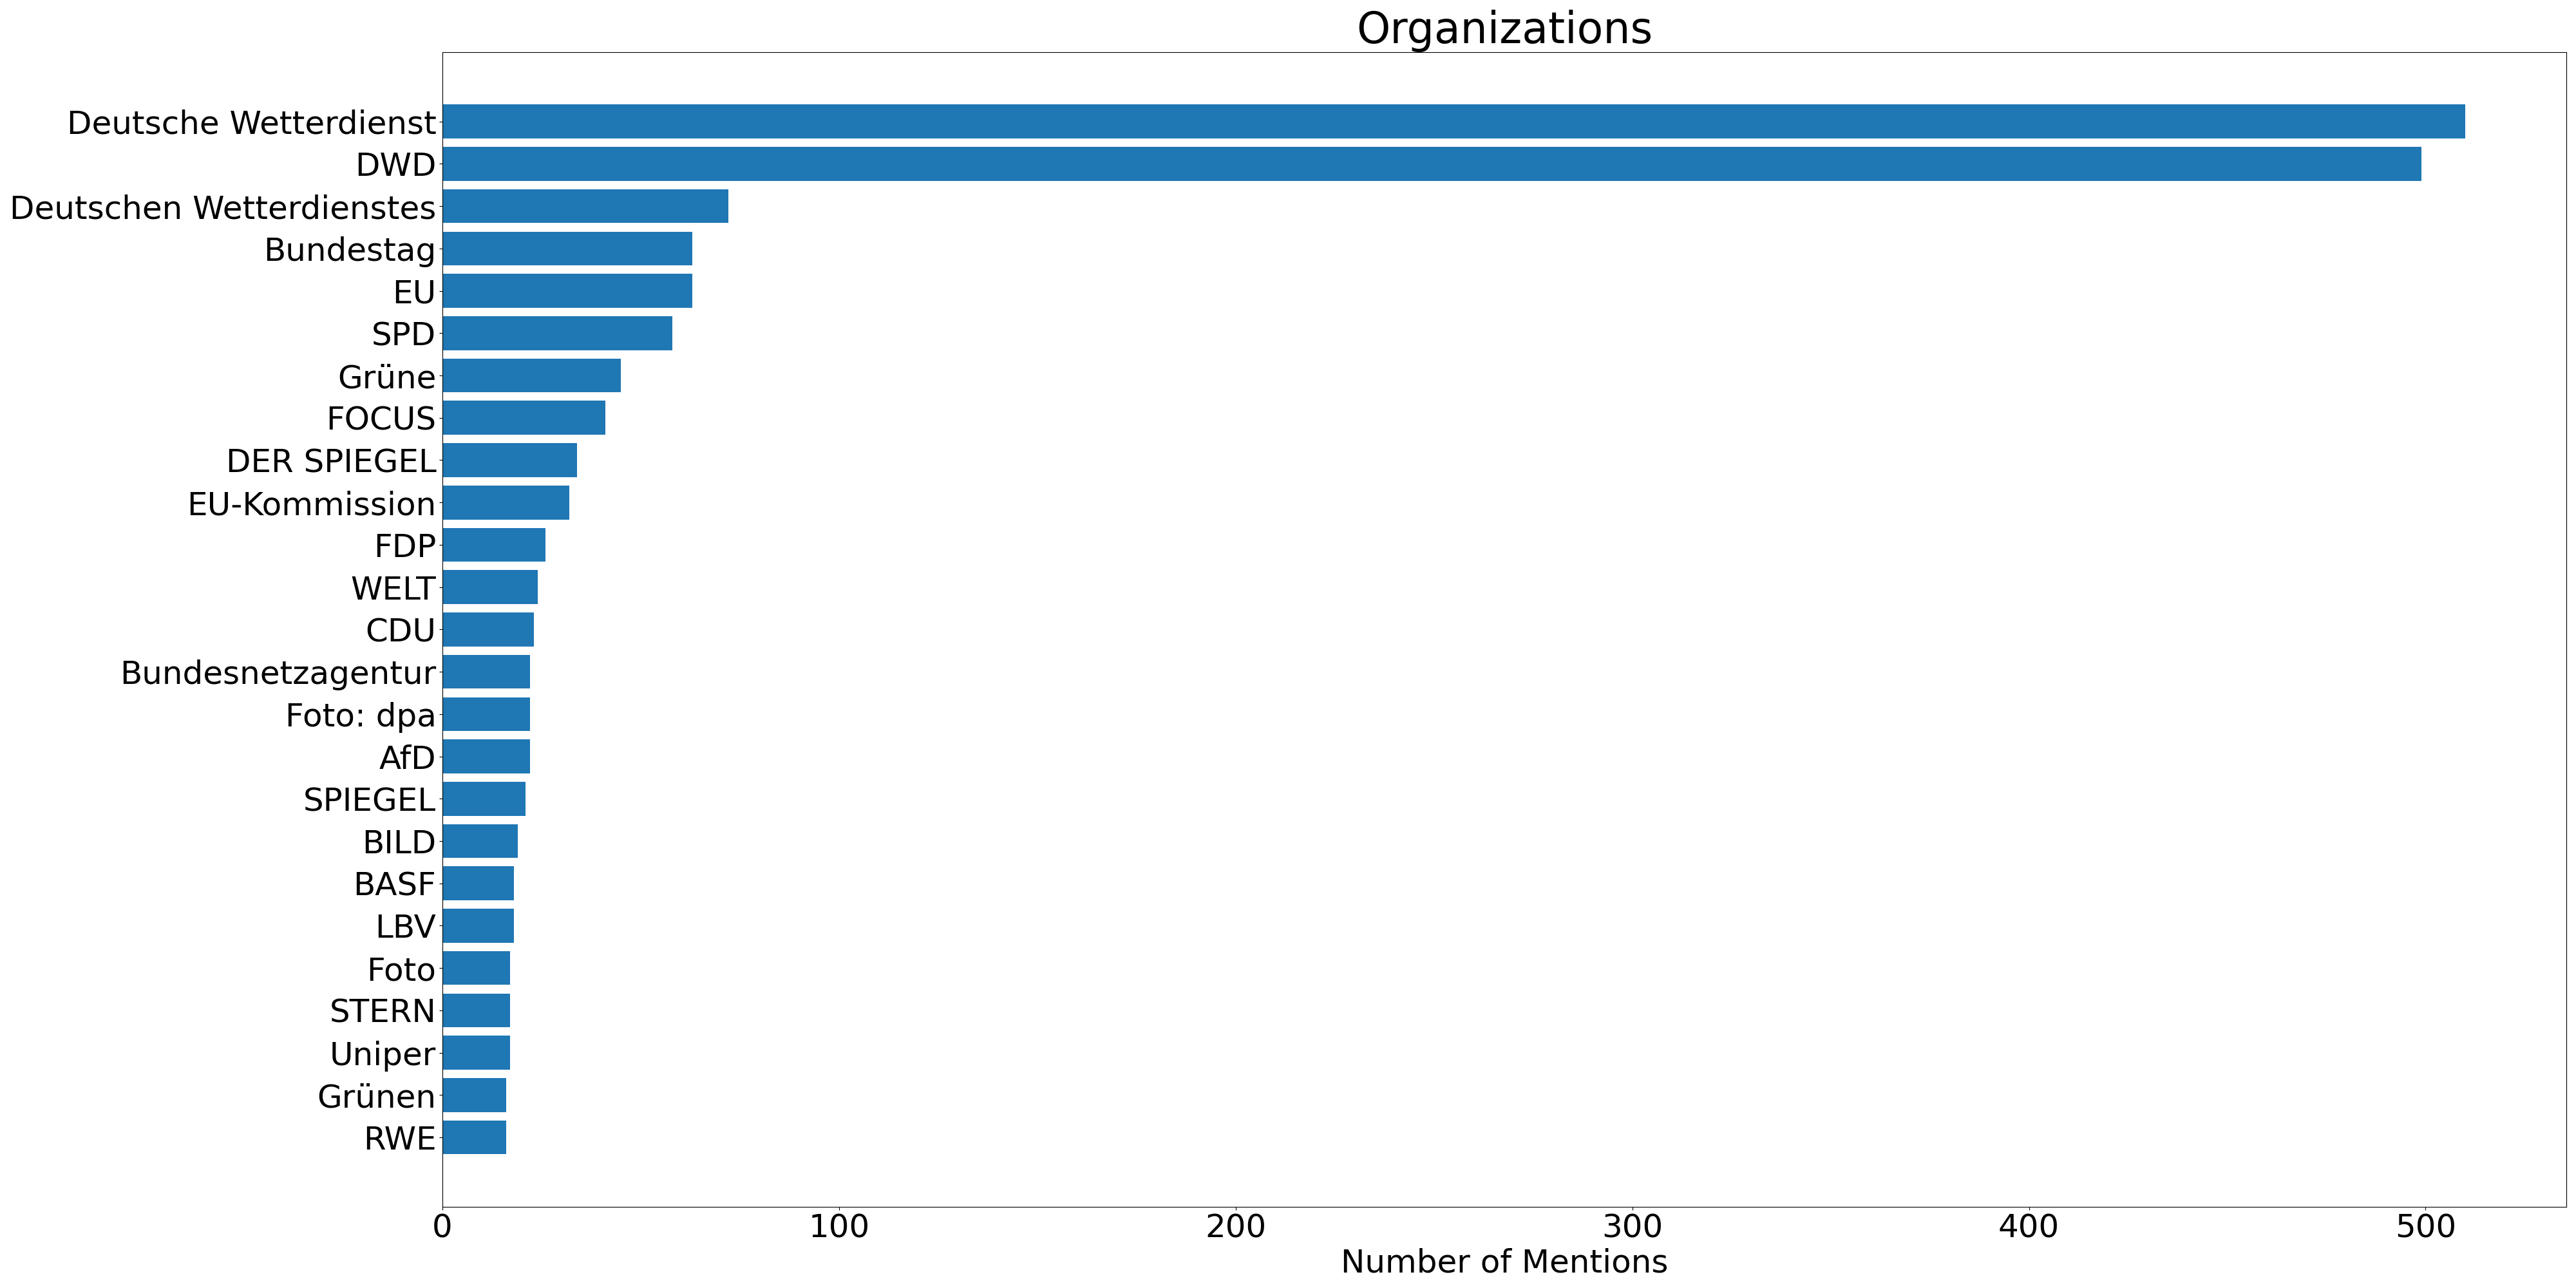 Organizations
Deutsche Wetterdienst
DWD
Deutschen Wetterdienstes
Bundestag
EU
SPD
Grüne
FOCUS
DER SPIEGEL
EU-Kommission
FDP
WELT
CDU
Bundesnetzagentur
Foto: dpa
AfD
SPIEGEL
BILD
BASF
LBV
Foto
STERN
Uniper
Grünen
RWE
0 100 200 300 400 500
Number of Mentions